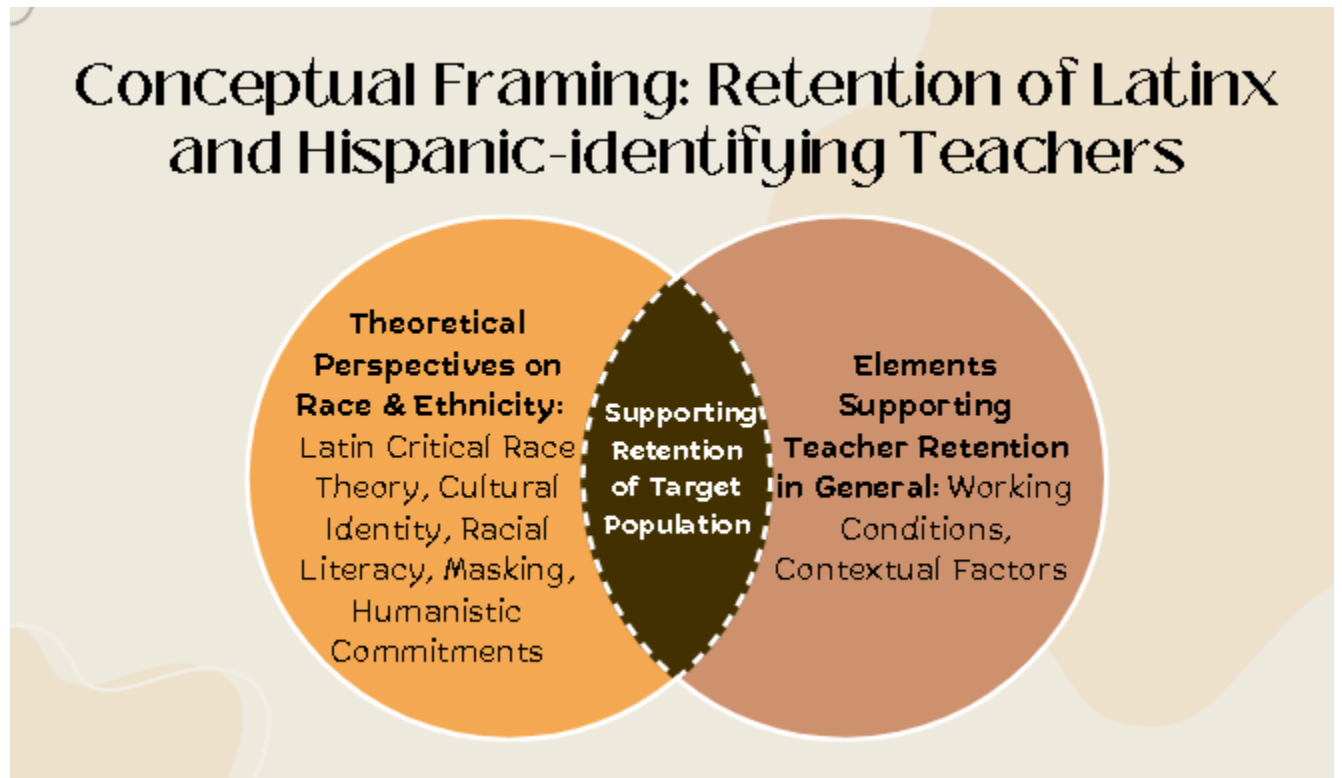 Conceptual Framing: Retention of Latinx
and Hispanic-identifying Teachers
Theoretical
Perspectives on
Race & Ethnicity:
Latin Critical Race
Theory, Cultural
Identity, Racial
Literacy, Masking,
Humanistic
Commitments
Supporting
Retention
of Target
Population
Elements
Supporting
Teacher Retention
in General: Working
Conditions,
Contextual Factors